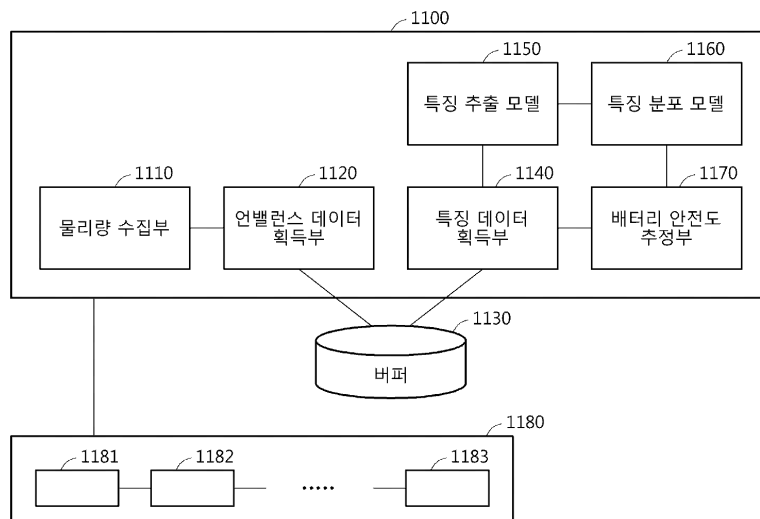 1100
1150
1160
특징 추출 모델
특징 분포 모델
1110
1120
1140
1170
물리량 수집부
언밸런스 데이터
획득부
특징 데이터
획득부
배터리 안전도
추정부
1130
버퍼
1180
1181
1182
1183
.....